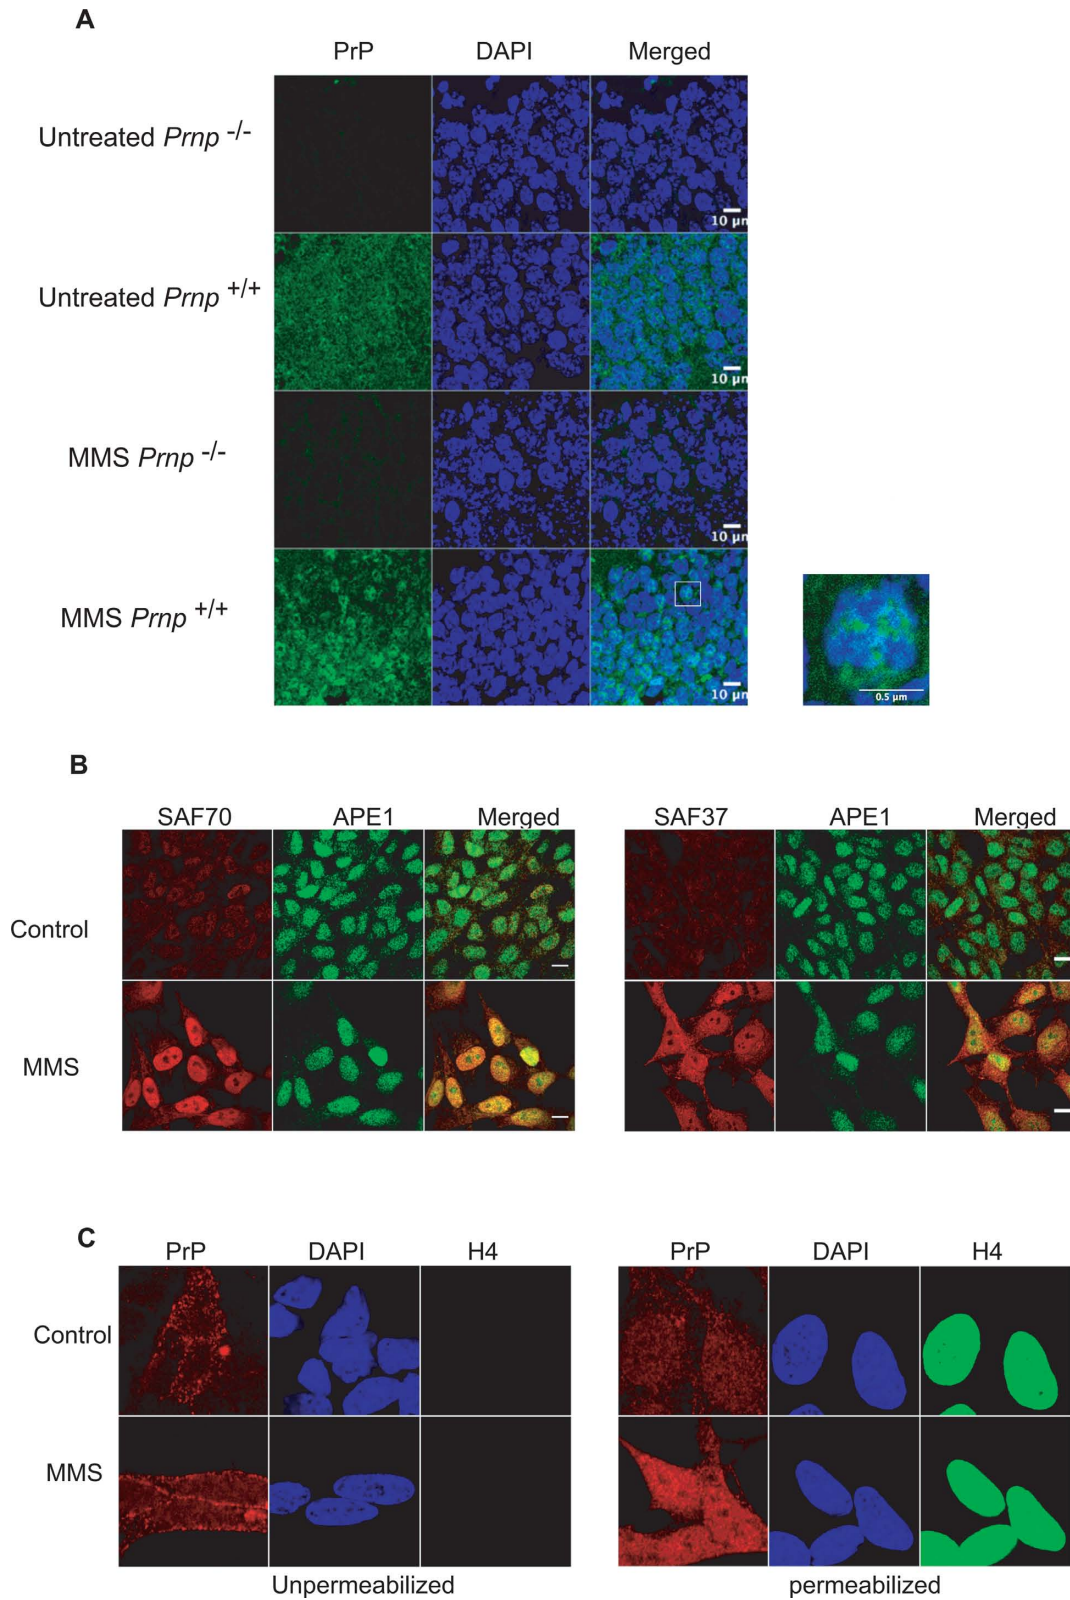 A
PrP DAPI Merged
Untreated Prnp -/-
10 µm
Untreated Prnp +/+
10 µm
MMS Prnp -/-
10 µm
MMS Prnp +/+
10 µm
0.5 µm
B
SAF70 APE1 Merged SAF37 APE1 Merged
Control
MMS
C
PrP DAPI H4 PrP DAPI H4
Control
MMS
Unpermeabilized permeabilized